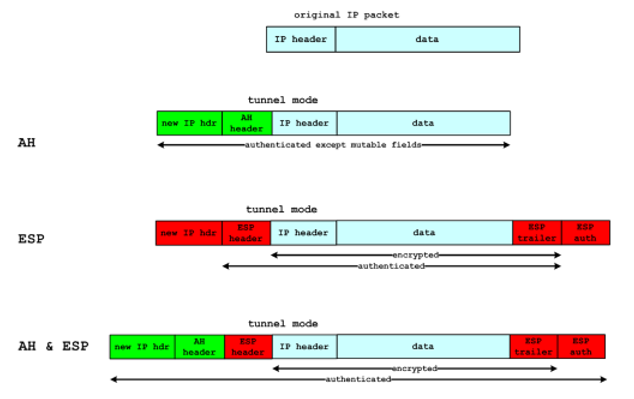 original IP packet
IP header data
tunnel mode
new IP hdr AH header IP header data
AH
authenticated except mutable fields
tunnel mode
new IP hdr ESP header IP header data ESP trailer ESP auth
ESP
encrypted
authenticated
tunnel mode
AH & ESP
new IP hdr AH header ESP header IP header data ESP trailer ESP auth
encrypted
authenticated